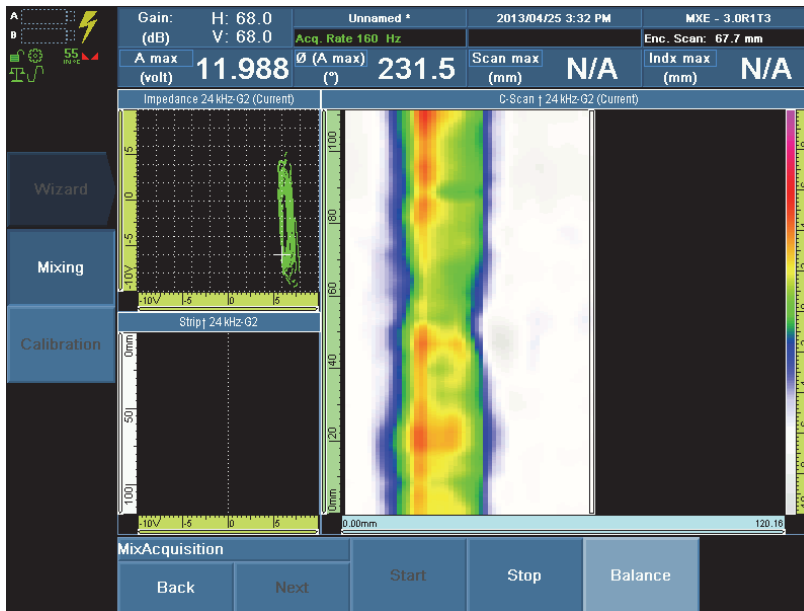 A
B
55
IN °C
Gain: H: 68.0
(dB) V: 68.0
Unnamed *
2013/04/25 3:32 PM
MXE - 3.0R1T3
Acq. Rate 160 Hz
Enc. Scan: 67.7 mm
A max
(volt)
11.988
Ø (A max)
(°)
231.5
Scan max
(mm)
N/A
Indx max
(mm)
N/A
Impedance 24 kHz-G2 (Current)
C-Scan † 24 kHz-G2 (Current)
5
0
-5
-10V
-10V -5 0 5
Strip† 24 kHz-G2
0mm
50
100
-10V -5 0 5
100
80
60
40
20
0mm
0.00mm
120.16
Wizard
Mixing
Calibration
MixAcquisition
Back
Next
Start
Stop
Balance